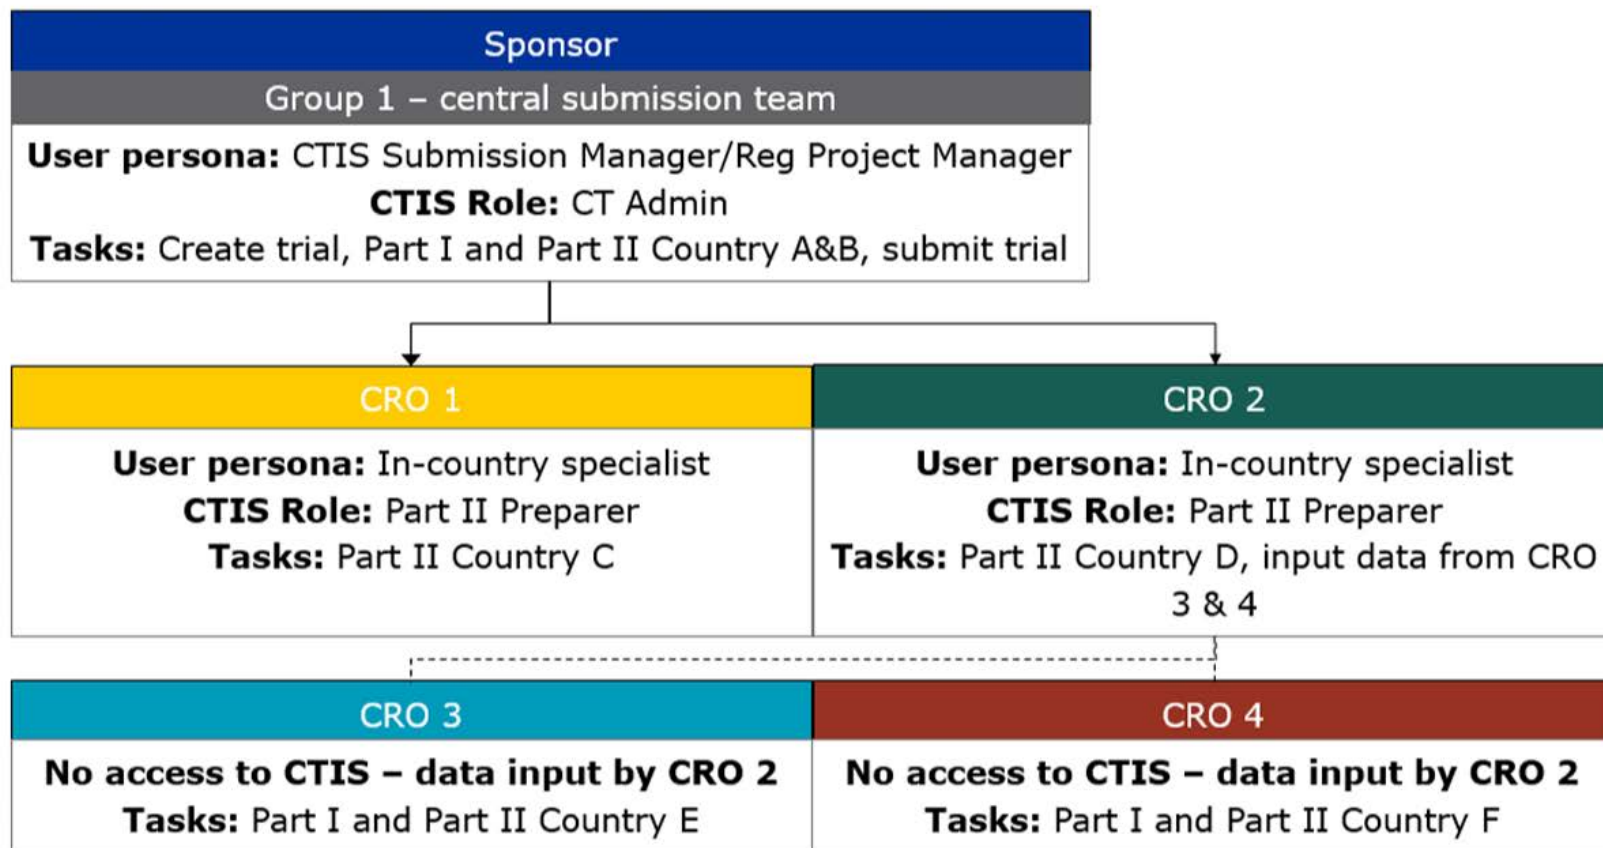 Sponsor
Group 1 – central submission team
User persona: CTIS Submission Manager/Reg Project Manager
CTIS Role: CT Admin
Tasks: Create trial, Part I and Part II Country A&B, submit trial
CRO 1
User persona: In-country specialist
CTIS Role: Part II Preparer
Tasks: Part II Country C
CRO 2
User persona: In-country specialist
CTIS Role: Part II Preparer
Tasks: Part II Country D, input data from CRO
3 & 4
CRO 3
No access to CTIS – data input by CRO 2
Tasks: Part I and Part II Country E
CRO 4
No access to CTIS – data input by CRO 2
Tasks: Part I and Part II Country F